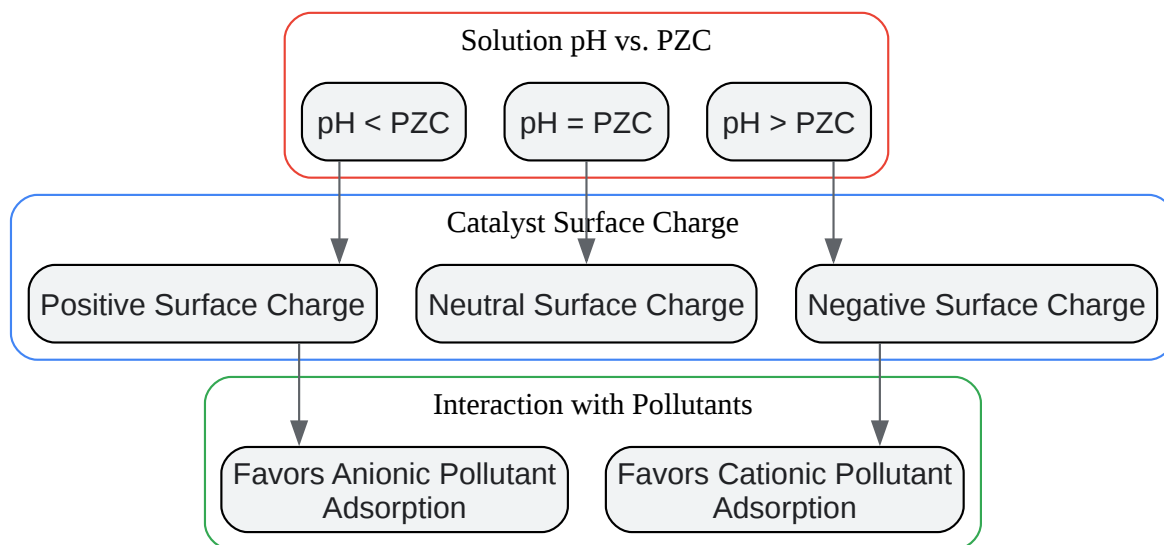 Solution pH vs. PZC
pH < PZC
pH = PZC
pH > PZC
Catalyst Surface Charge
Positive Surface Charge
Neutral Surface Charge
Negative Surface Charge
Interaction with Pollutants
Favors Anionic Pollutant
Adsorption
Favors Cationic Pollutant
Adsorption